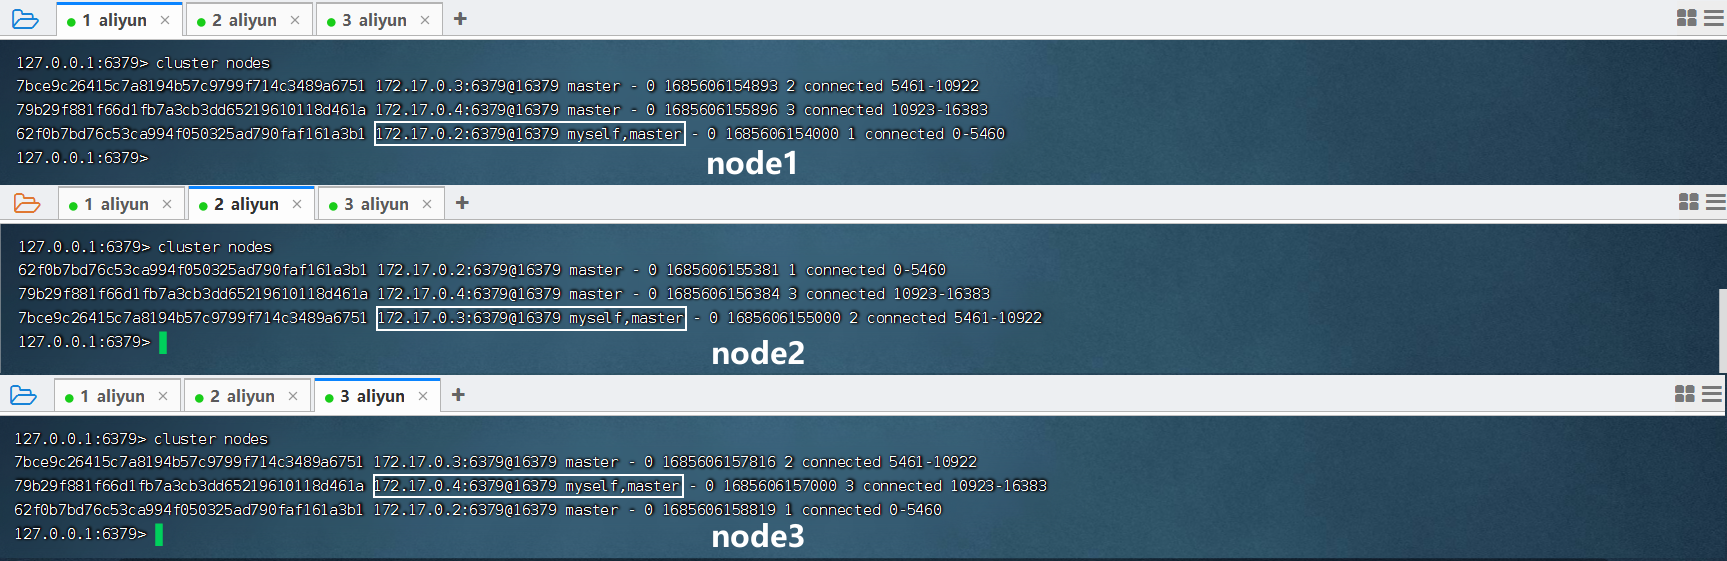 1 aliyun × 2 aliyun × 3 aliyun × +
127.0.0.1:6379> cluster nodes
7bce9c26415c7a8194b57c9799f714c3489a6751 172.17.0.3:6379@16379 master - 0 1685606154893 2 connected 5461-10922
79b29f881f66d1fb7a3cb3dd65219610118d461a 172.17.0.4:6379@16379 master - 0 1685606155896 3 connected 10923-16383
62f0b7bd76c53ca994f050325ad790faf161a3b1 172.17.0.2:6379@16379 myself,master - 0 1685606154000 1 connected 0-5460
127.0.0.1:6379>
node1
1 aliyun × 2 aliyun × 3 aliyun × +
127.0.0.1:6379> cluster nodes
62f0b7bd76c53ca994f050325ad790faf161a3b1 172.17.0.2:6379@16379 master - 0 1685606155381 1 connected 0-5460
79b29f881f66d1fb7a3cb3dd65219610118d461a 172.17.0.4:6379@16379 master - 0 1685606156384 3 connected 10923-16383
7bce9c26415c7a8194b57c9799f714c3489a6751 172.17.0.3:6379@16379 myself,master - 0 1685606155000 2 connected 5461-10922
127.0.0.1:6379>
node2
1 aliyun × 2 aliyun × 3 aliyun × +
127.0.0.1:6379> cluster nodes
7bce9c26415c7a8194b57c9799f714c3489a6751 172.17.0.3:6379@16379 master - 0 1685606157816 2 connected 5461-10922
79b29f881f66d1fb7a3cb3dd65219610118d461a 172.17.0.4:6379@16379 myself,master - 0 1685606157000 3 connected 10923-16383
62f0b7bd76c53ca994f050325ad790faf161a3b1 172.17.0.2:6379@16379 master - 0 1685606158819 1 connected 0-5460
127.0.0.1:6379>
node3